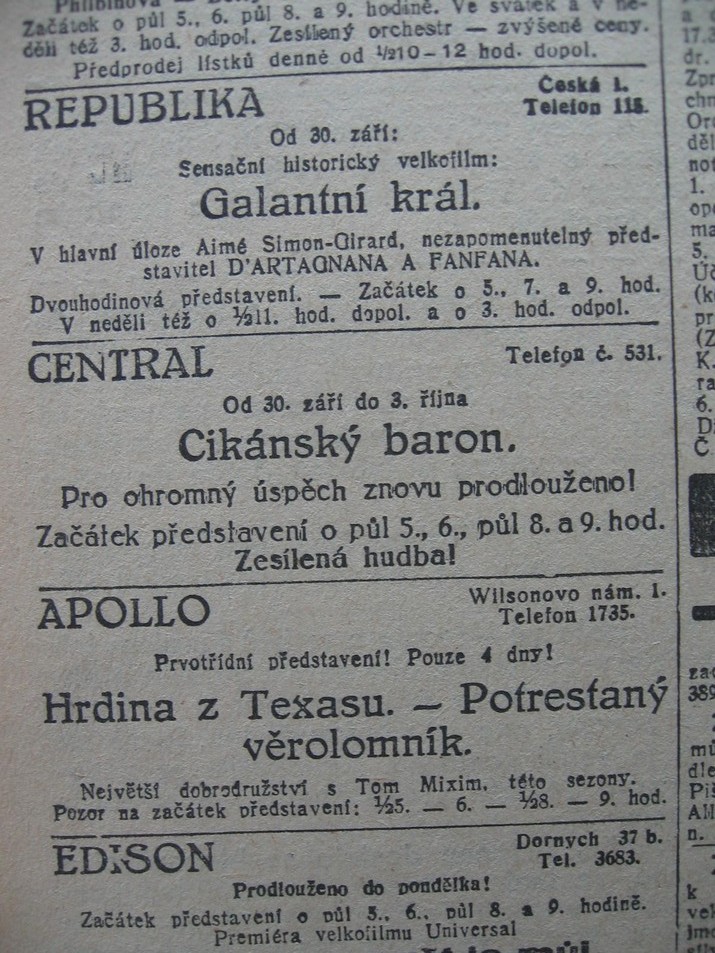 Začátek o půl 5., 6. půl 8. a 9. hodině. Ve svátek a v ne-
děli též 3. hod. odpol. Zesílený orchestr — zvýšené ceny.
Předprodej lístků denně od ½10—12 hod. dopol.
REPUBLIKA
Česká 1.
Telefon 118.
Od 30. září:
Sensační historický velkofilm:
Galantní král.
V hlavní úloze Aimé Simon-Girard, nezapomenutelný před-
stavitel D'ARTAGNANA A FANFANA.
Dvouhodinová představení. — Začátek o 5., 7. a 9. hod.
V neděli též o ½11. hod. dopol. a o 3. hod. odpol.
CENTRAL
Telefon č. 531.
Od 30. září do 3. října
Cikánský baron.
Pro ohromný úspěch znovu prodlouženo!
Začátek představení o půl 5., 6., půl 8. a 9. hod.
Zesílená hudba!
APOLLO
Wilsonovo nám. 1.
Telefon 1735.
Prvotřídní představení! Pouze 4 dny!
Hrdina z Texasu. — Potrestaný
věrolomník.
Největší dobrodružství s Tom Mixim, této sezony.
Pozor na začátek představení: ½5. — 6. — ½8. — 9. hod.
EDISON
Dornych 37 b.
Tel. 3683.
Prodlouženo do pondělka!
Začátek představení o půl 5., 6., půl 8. a 9. hodině.
Premiéra velkofilmu Universal